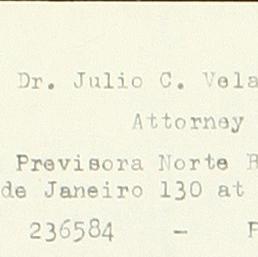 Dr. Julio C. Vela
Attorney
Previsora Norte B
de Janeiro 130 at
236584 - P